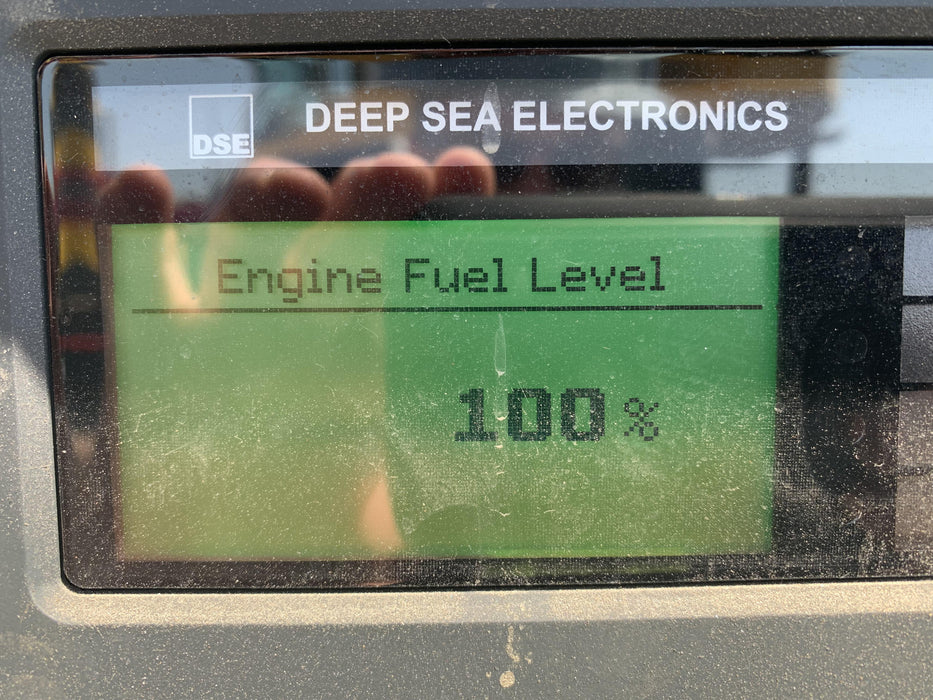 DSE
DEEP SEA ELECTRONICS
Engine Fuel Level
100 %